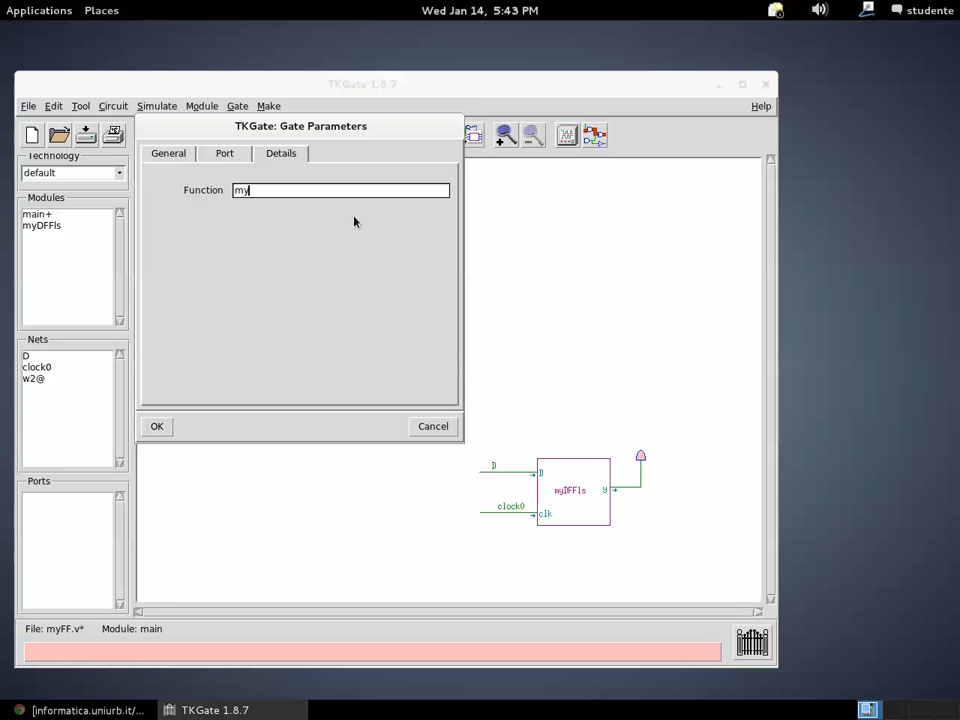 Applications Places Wed Jan 14, 5:43 PM studente
TKGate 1.8.7
File Edit Tool Circuit Simulate Module Gate Make Help
TKGate: Gate Parameters
General Port Details
Technology
default
Function my
Modules
main+
myDFFls
Nets
D
clock0
w2@
OK Cancel
D
D
myDFFls
y
clock0
clk
Ports
File: myFF.v* Module: main
[informatica.uniurb.it/... TKGate 1.8.7